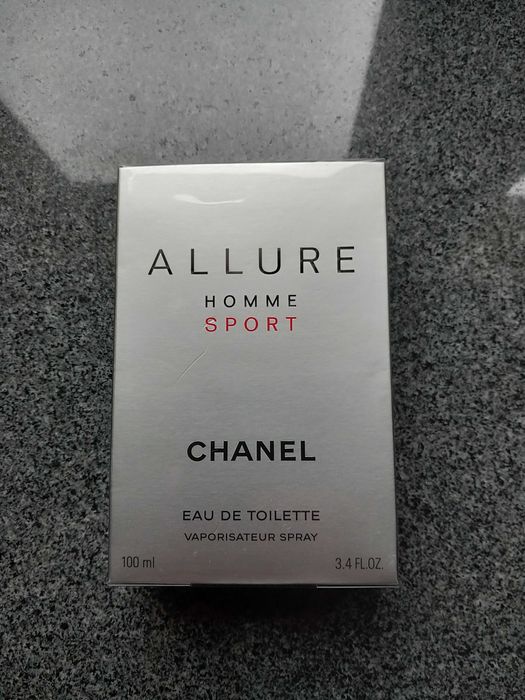 ALLURE
HOMME
SPORT
CHANEL
EAU DE TOILETTE
VAPORISATEUR SPRAY
100 ml 3.4 FL.OZ.